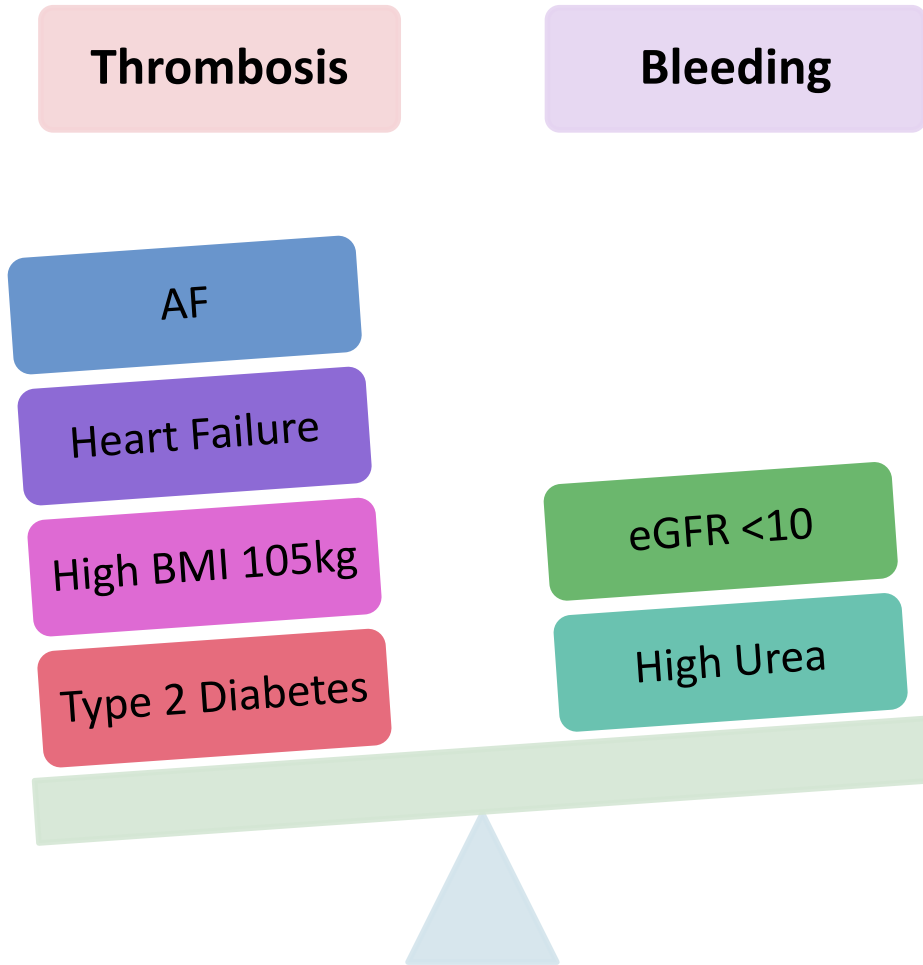 Thrombosis
Bleeding
AF
Heart Failure
High BMI 105kg
Type 2 Diabetes
eGFR <10
High Urea